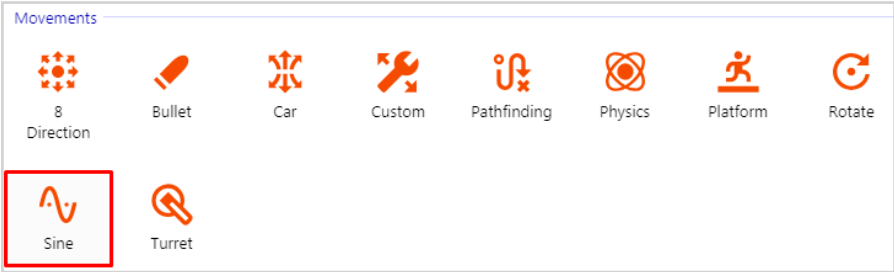 Movements
8
Direction
Bullet
Car
Custom
Pathfinding
Physics
Platform
Rotate
Sine
Turret